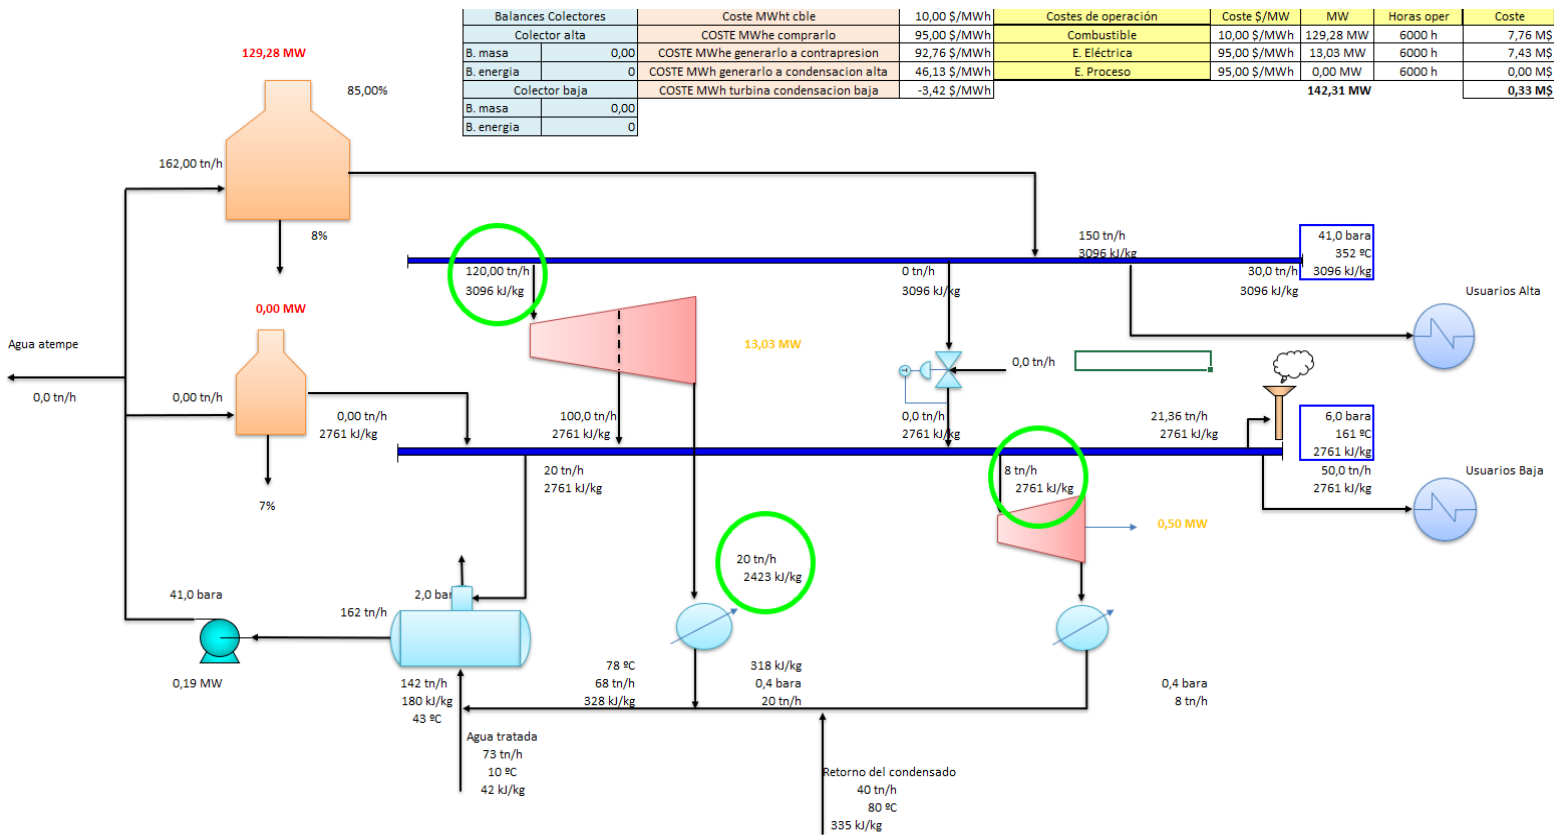 Balances Colectores
Coste MWht cble 10,00 $/MWh
Costes de operación Coste $/MW MW Horas oper Coste
Colector alta
COSTE MWhe comprarlo 95,00 $/MWh
Combustible 10,00 $/MWh 129,28 MW 6000 h 7,76 M$
B. masa 0,00
COSTE MWhe generarlo a contrapresion 92,76 $/MWh
E. Eléctrica 95,00 $/MWh 13,03 MW 6000 h 7,43 M$
B. energia 0
COSTE MWh generarlo a condensacion alta 46,13 $/MWh
E. Proceso 95,00 $/MWh 0,00 MW 6000 h 0,00 M$
Colector baja
COSTE MWh turbina condensacion baja -3,42 $/MWh
142,31 MW 0,33 M$
B. masa 0,00
B. energia 0
129,28 MW
85,00%
162,00 tn/h
8%
150 tn/h
3096 kJ/kg
41,0 bara
352 ºC
3096 kJ/kg
120,00 tn/h
3096 kJ/kg
0 tn/h
3096 kJ/kg
30,0 tn/h
3096 kJ/kg
Usuarios Alta
0,00 MW
13,03 MW
Agua atempe
0,0 tn/h
0,0 tn/h
0,00 tn/h
0,00 tn/h
2761 kJ/kg
100,0 tn/h
2761 kJ/kg
0,0 tn/h
2761 kJ/kg
21,36 tn/h
2761 kJ/kg
6,0 bara
161 ºC
2761 kJ/kg
20 tn/h
2761 kJ/kg
8 tn/h
2761 kJ/kg
50,0 tn/h
2761 kJ/kg
Usuarios Baja
7%
0,50 MW
20 tn/h
2423 kJ/kg
41,0 bara
2,0 bar
162 tn/h
0,19 MW
142 tn/h
180 kJ/kg
43 ºC
78 ºC
68 tn/h
328 kJ/kg
318 kJ/kg
0,4 bara
20 tn/h
0,4 bara
8 tn/h
Agua tratada
73 tn/h
10 ºC
42 kJ/kg
Retorno del condensado
40 tn/h
80 ºC
335 kJ/kg